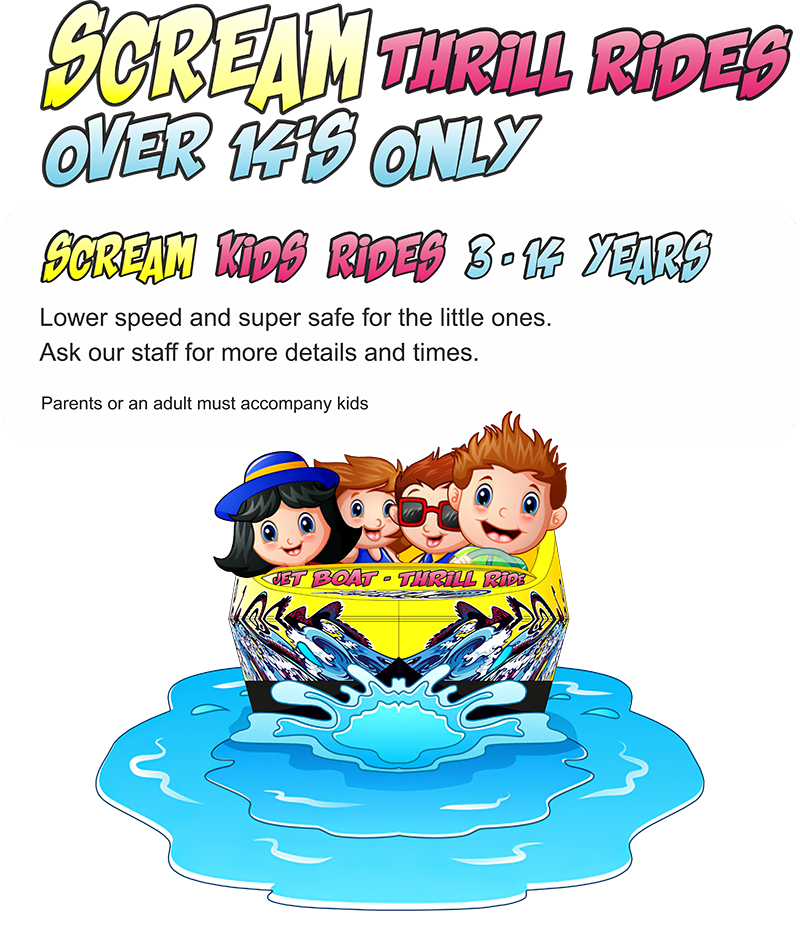 SCREAM THRILL RIDES
OVER 14'S ONLY
SCREAM KIDS RIDES 3 - 14 YEARS
Lower speed and super safe for the little ones.
Ask our staff for more details and times.
Parents or an adult must accompany kids
JET BOAT - THRILL RIDE